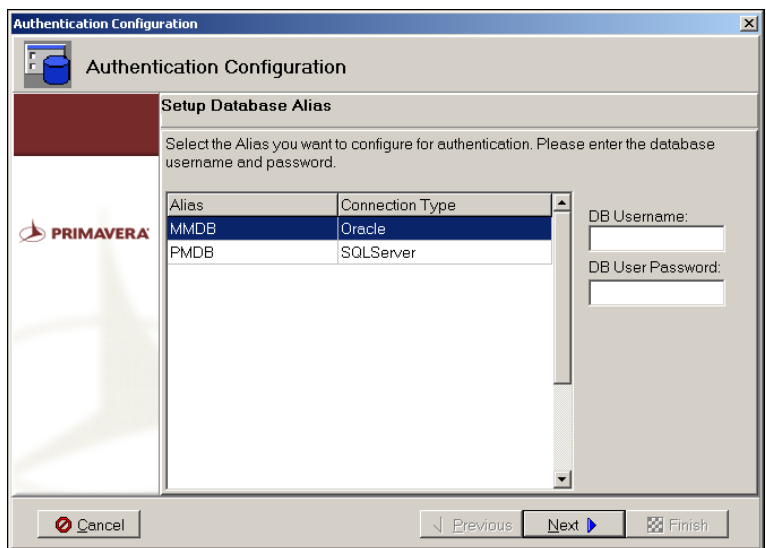 Authentication Configuration
Authentication Configuration
Setup Database Alias
Select the Alias you want to configure for authentication. Please enter the database
username and password.
Alias Connection Type
MMDB Oracle
PMDB SQLServer
DB Username:
DB User Password:
PRIMAVERA
Cancel Previous Next Finish